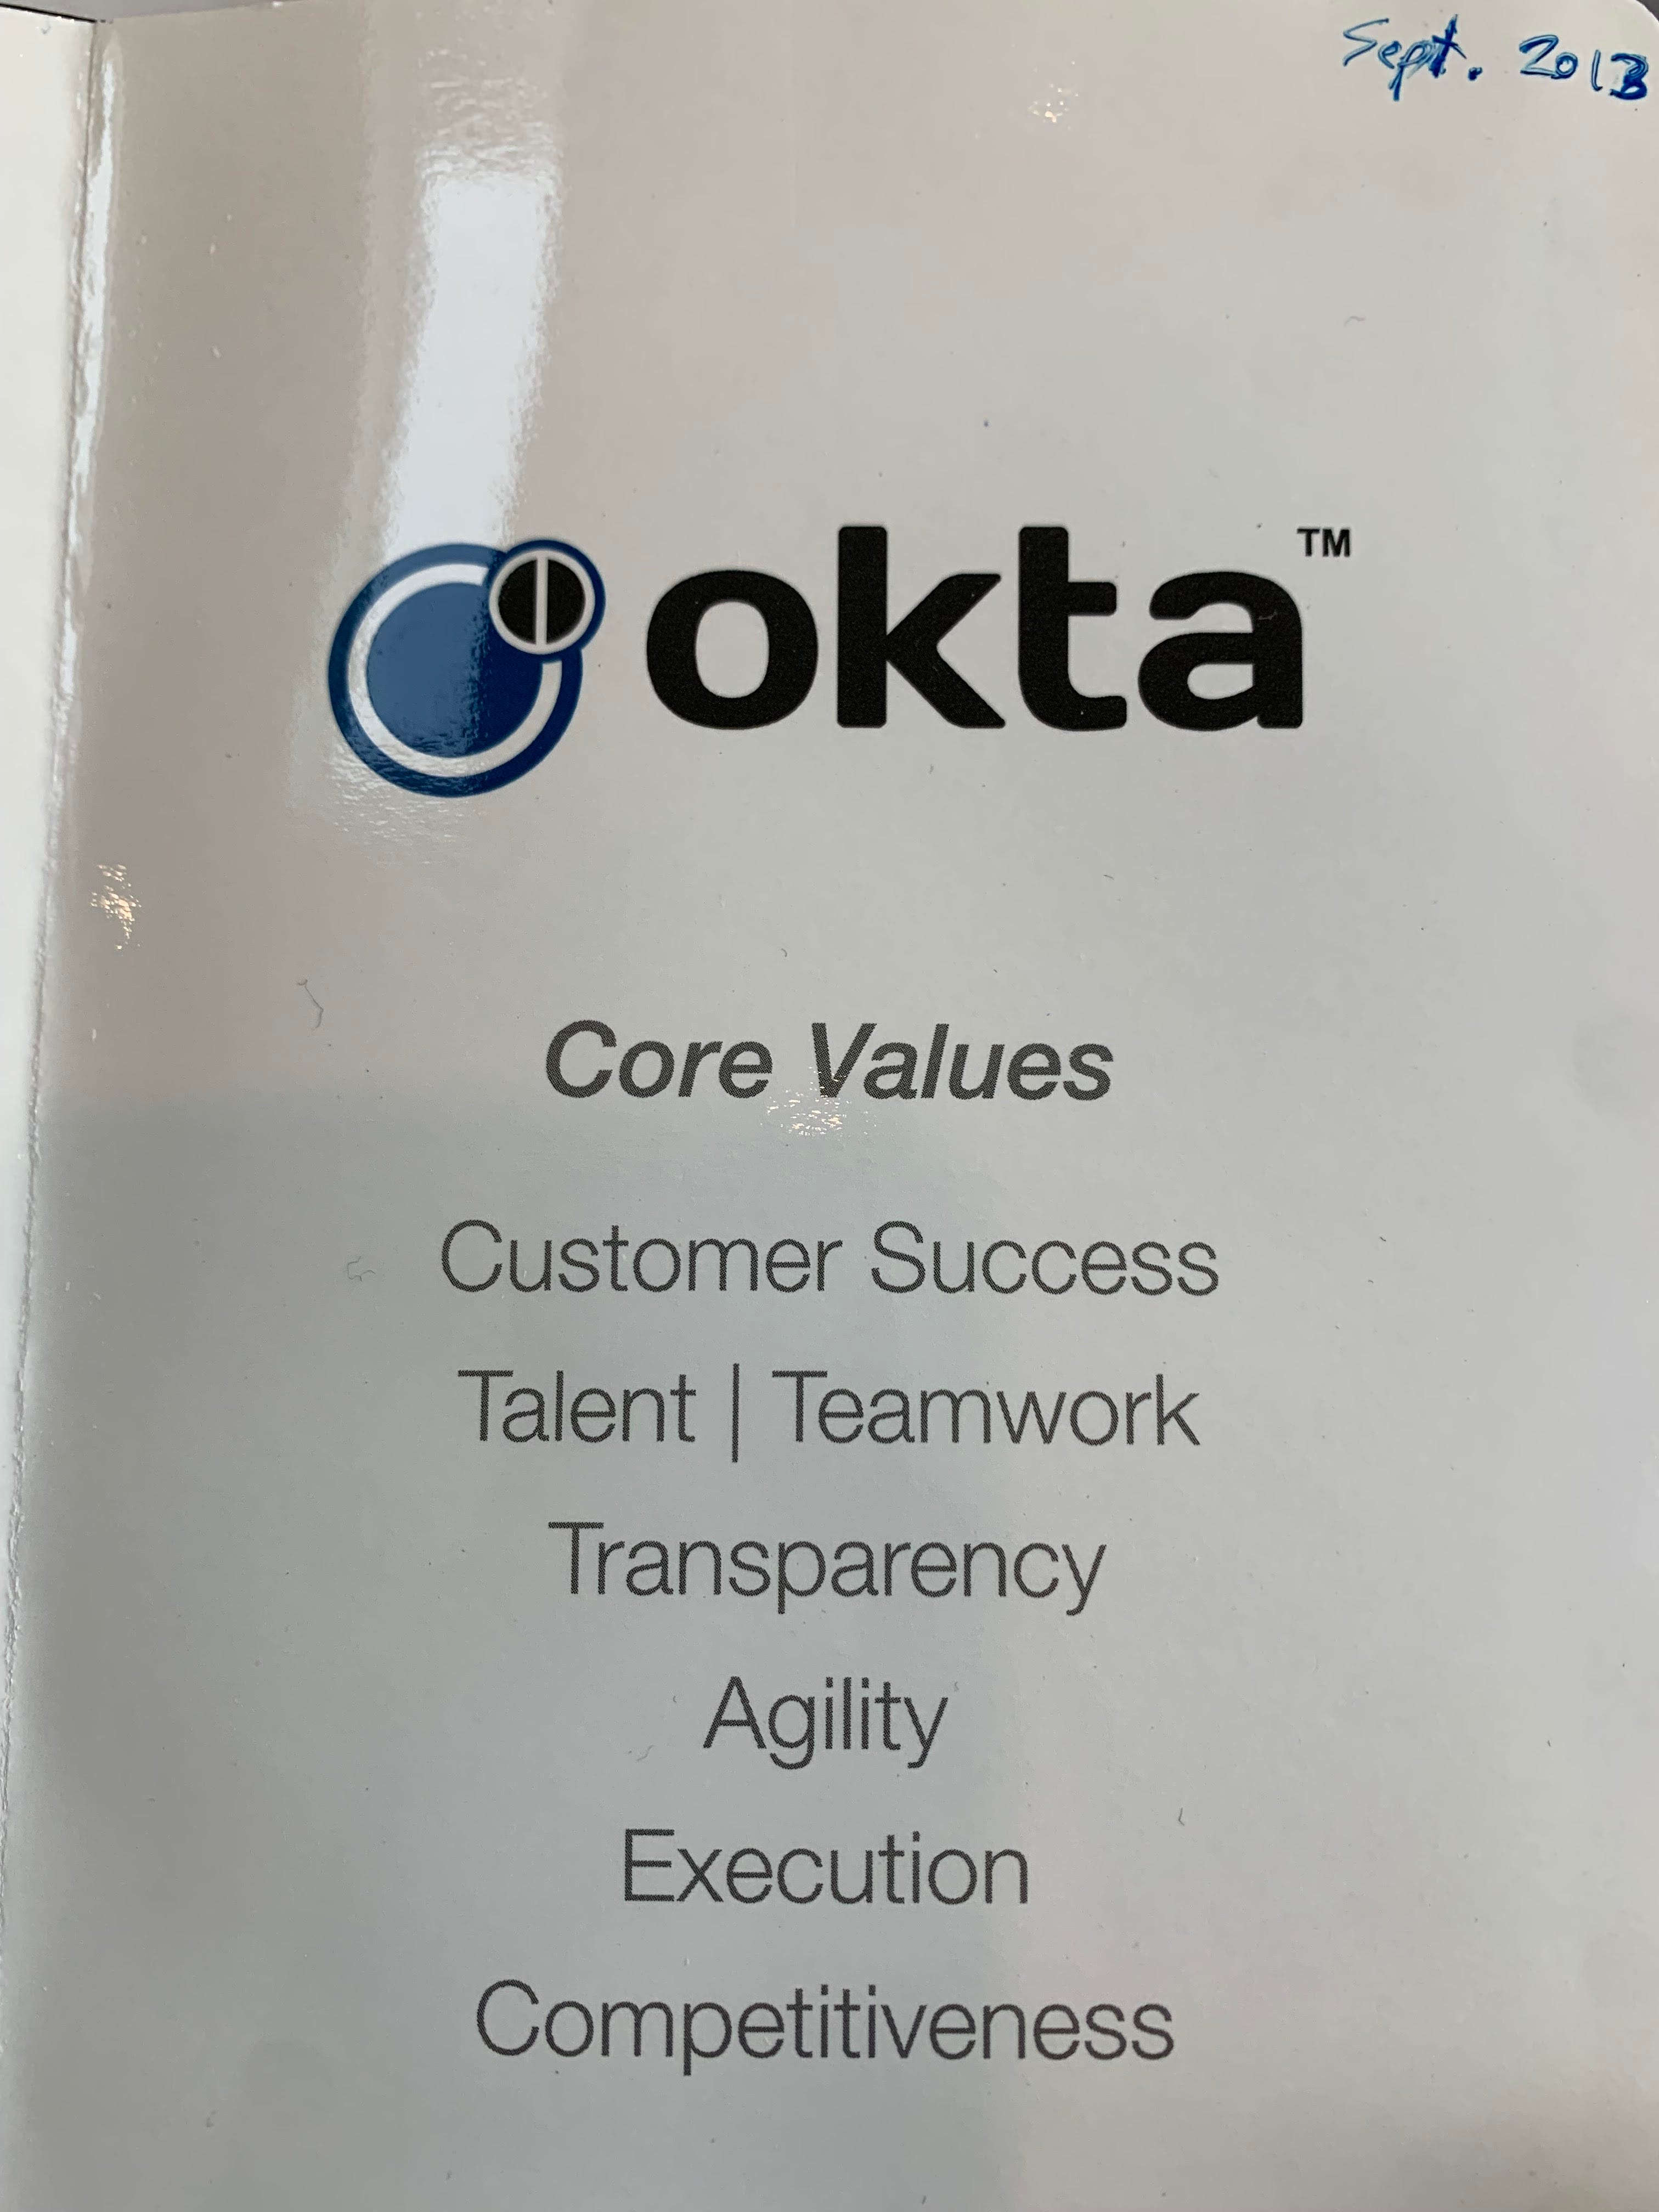 Sept. 2013
okta™
Core Values
Customer Success
Talent | Teamwork
Transparency
Agility
Execution
Competitiveness